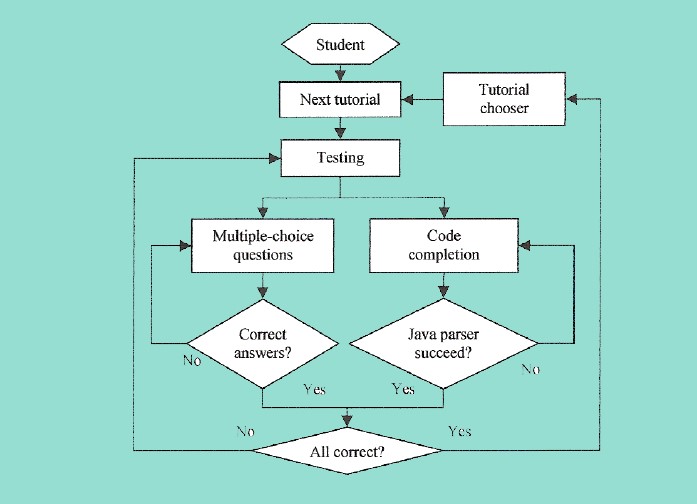 Student
Next tutorial
Tutorial
chooser
Testing
Multiple-choice
questions
Code
completion
Correct
answers?
Java parser
succeed?
No
No
Yes
Yes
No
Yes
All correct?